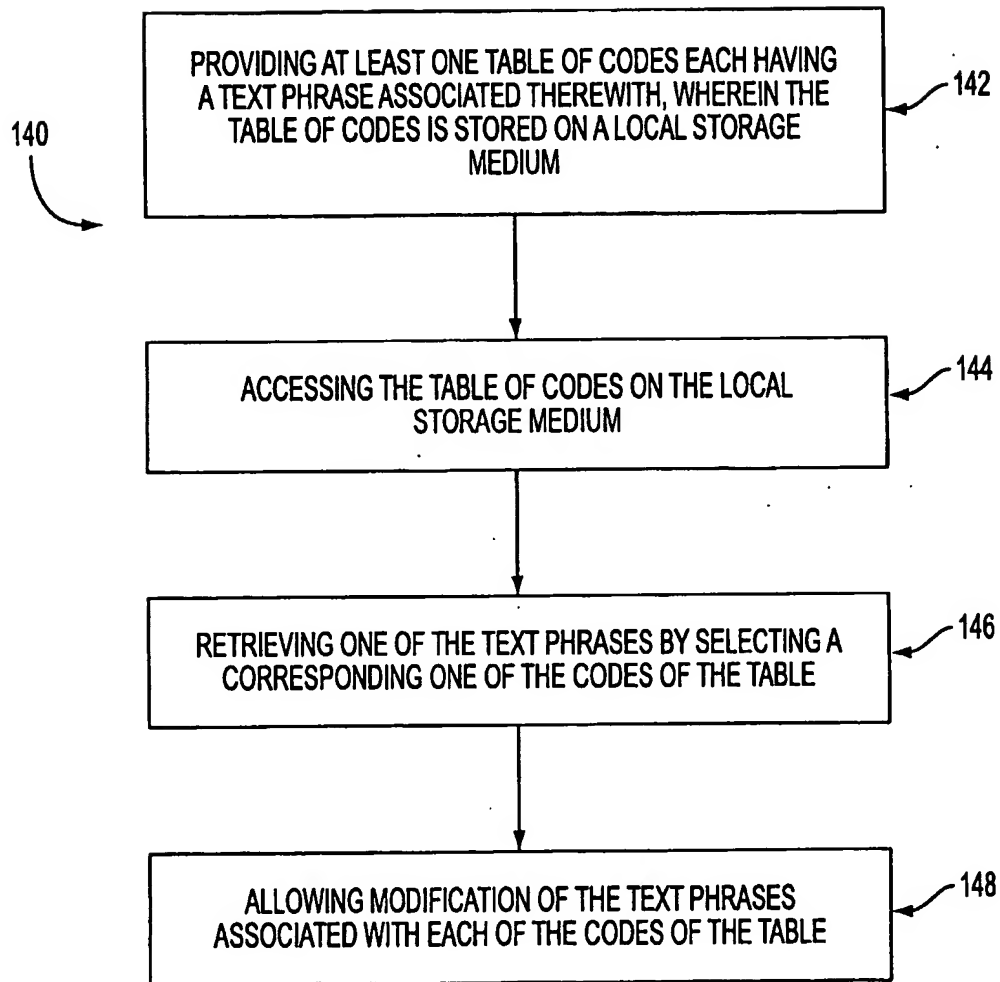 PROVIDING AT LEAST ONE TABLE OF CODES EACH HAVING
A TEXT PHRASE ASSOCIATED THEREWITH, WHEREIN THE
TABLE OF CODES IS STORED ON A LOCAL STORAGE
MEDIUM
142
140
ACCESSING THE TABLE OF CODES ON THE LOCAL
STORAGE MEDIUM
144
RETRIEVING ONE OF THE TEXT PHRASES BY SELECTING A
CORRESPONDING ONE OF THE CODES OF THE TABLE
146
ALLOWING MODIFICATION OF THE TEXT PHRASES
ASSOCIATED WITH EACH OF THE CODES OF THE TABLE
148